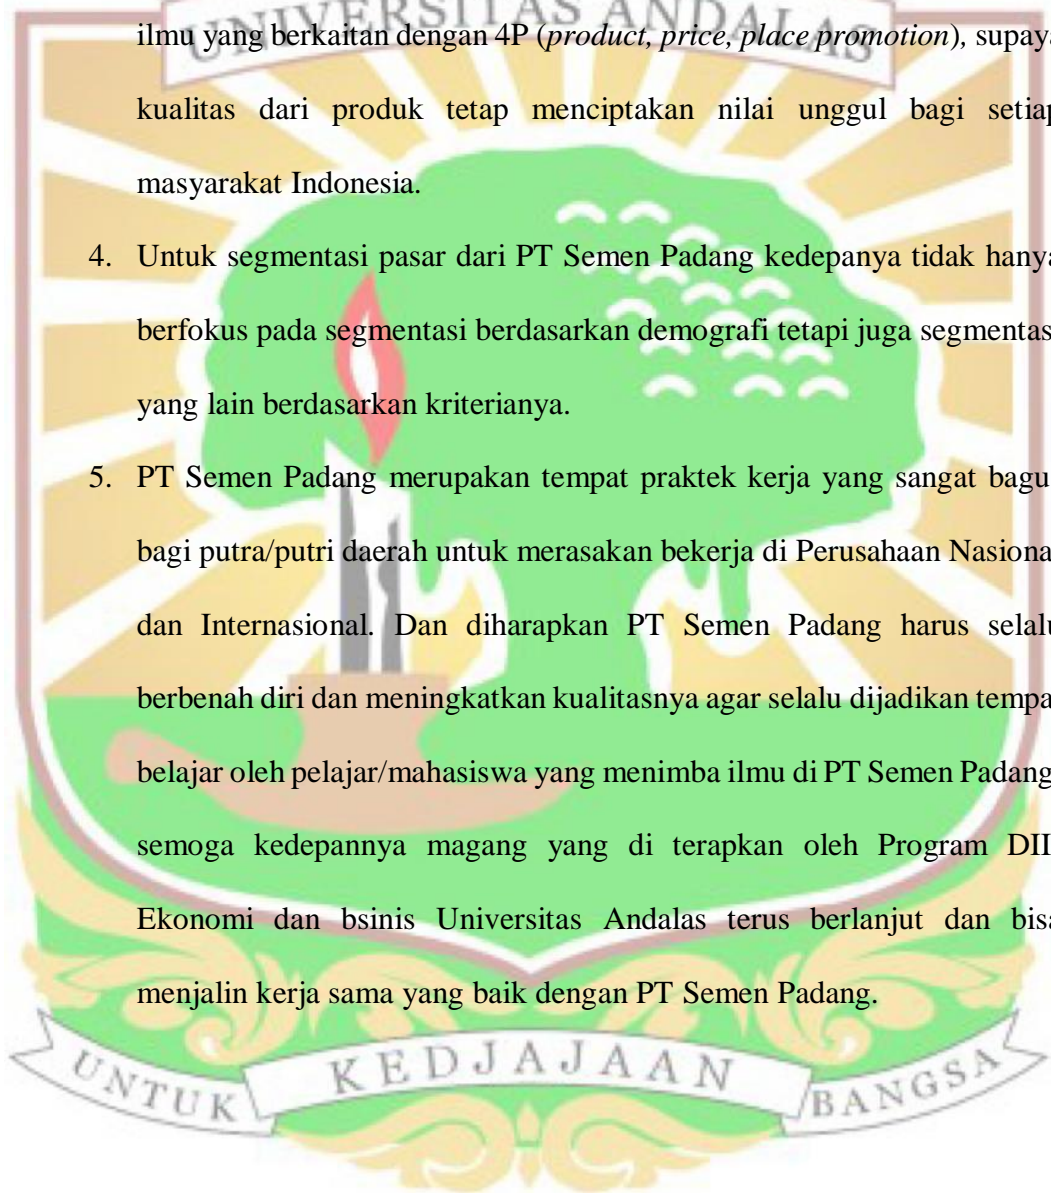 UNIVERSITAS ANDALAS
ilmu yang berkaitan dengan 4P (product, price, place promotion), supaya
kualitas dari produk tetap menciptakan nilai unggul bagi setiap
masyarakat Indonesia.
4. Untuk segmentasi pasar dari PT Semen Padang kedepanya tidak hanya
berfokus pada segmentasi berdasarkan demografi tetapi juga segmentas
yang lain berdasarkan kriterianya.
5. PT Semen Padang merupakan tempat praktek kerja yang sangat bagu
bagi putra/putri daerah untuk merasakan bekerja di Perusahaan Nasiona
dan Internasional. Dan diharapkan PT Semen Padang harus selalu
berbenah diri dan meningkatkan kualitasnya agar selalu dijadikan tempa
belajar oleh pelajar/mahasiswa yang menimba ilmu di PT Semen Padang
semoga kedepannya magang yang di terapkan oleh Program DII
Ekonomi dan bsinis Universitas Andalas terus berlanjut dan bisa
menjalin kerja sama yang baik dengan PT Semen Padang.
UNTUK KEDJAJAAN BANGSA